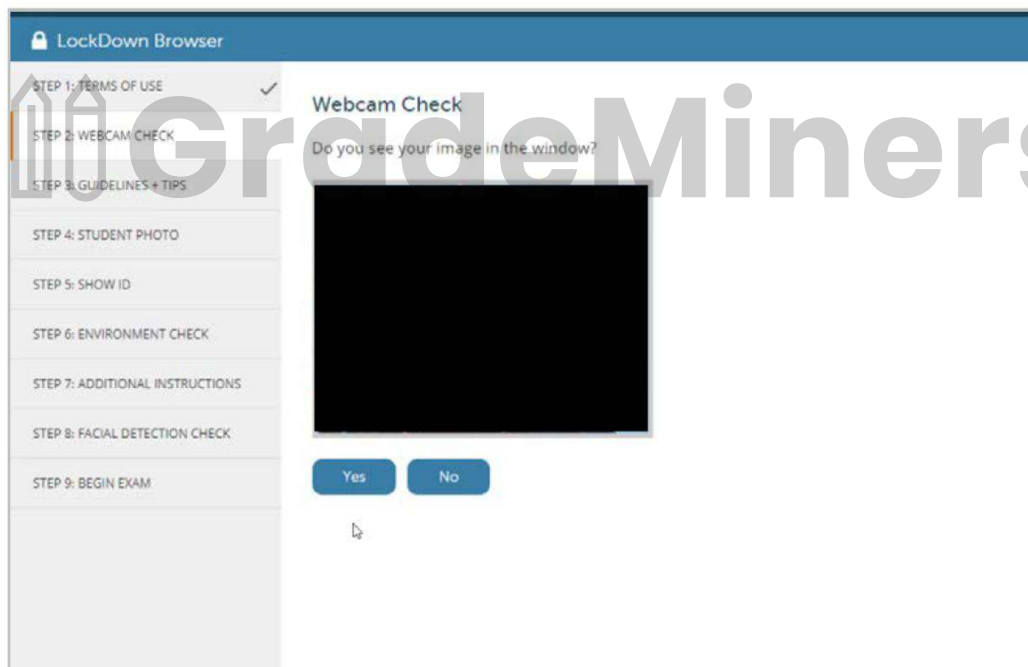 LockDown Browser
STEP 1: TERMS OF USE
STEP 2: WEBCAM CHECK
STEP 3: GUIDELINES + TIPS
STEP 4: STUDENT PHOTO
STEP 5: SHOW ID
STEP 6: ENVIRONMENT CHECK
STEP 7: ADDITIONAL INSTRUCTIONS
STEP 8: FACIAL DETECTION CHECK
STEP 9: BEGIN EXAM
GradeMiners
Webcam Check
Do you see your image in the window?
Yes No